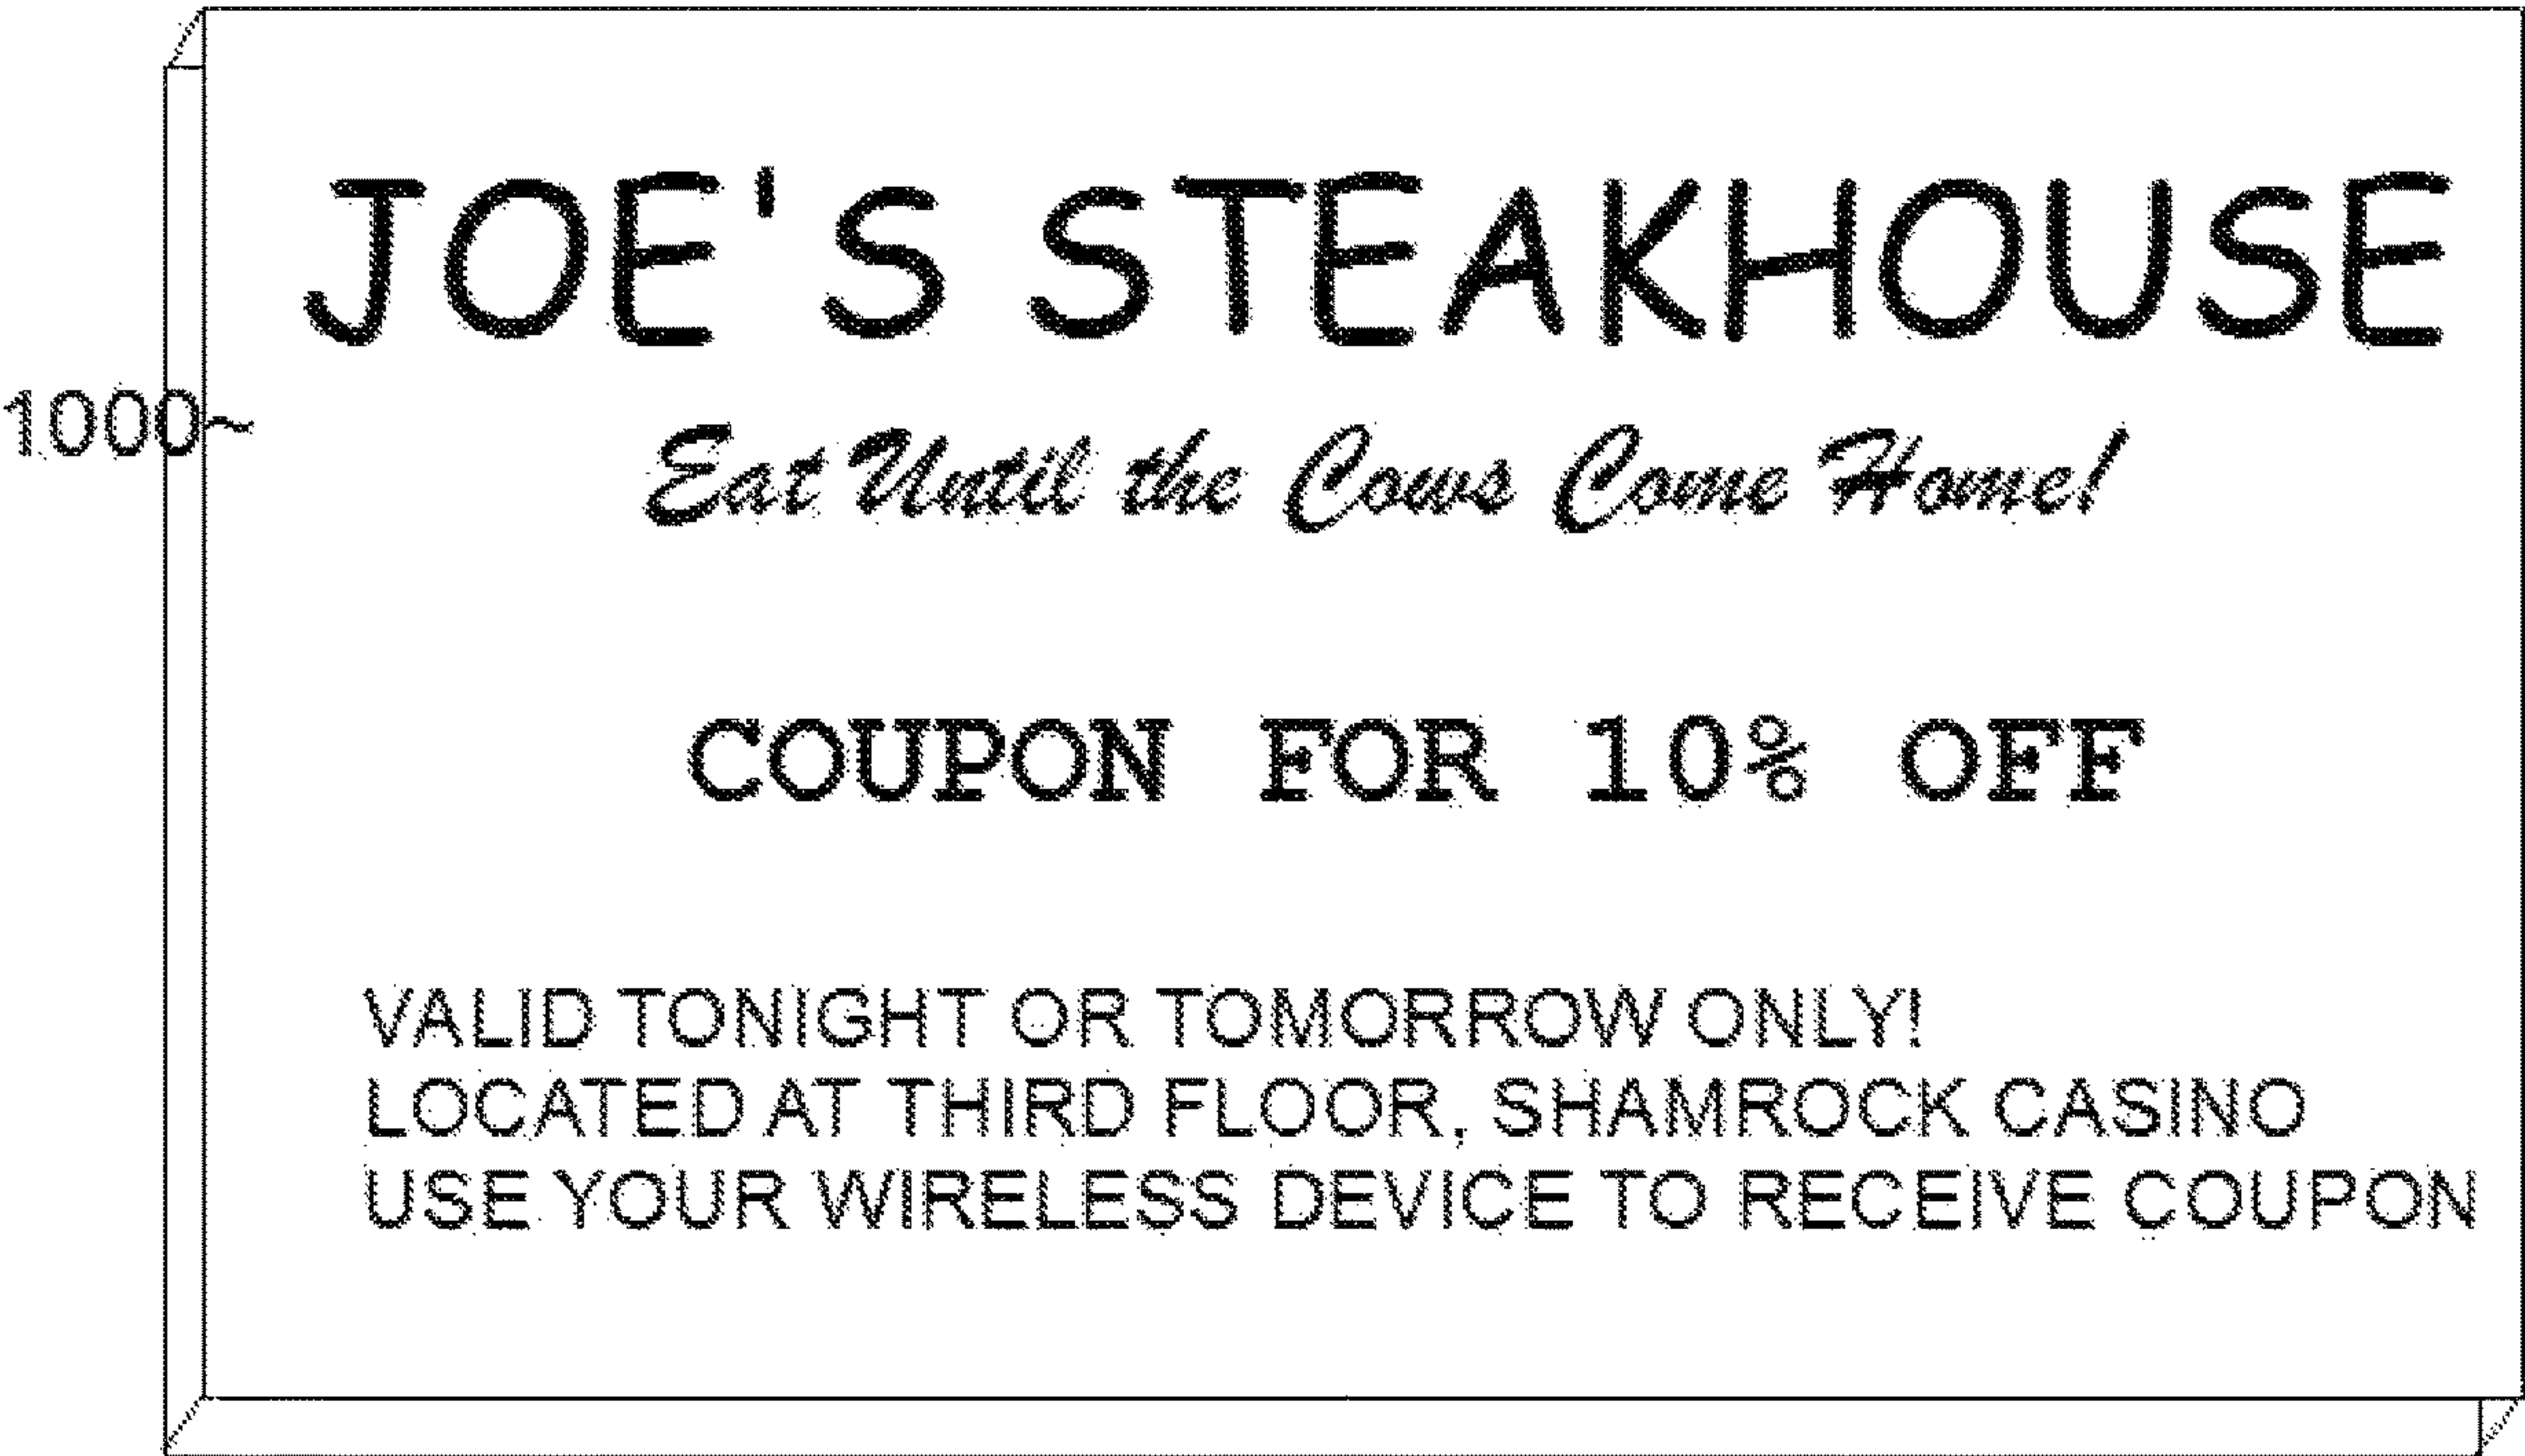 JOE'S STEAKHOUSE
1000~
Eat Until the Cows Come Home!
COUPON FOR 10% OFF
VALID TONIGHT OR TOMORROW ONLY!
LOCATED AT THIRD FLOOR, SHAMROCK CASINO
USE YOUR WIRELESS DEVICE TO RECEIVE COUPON